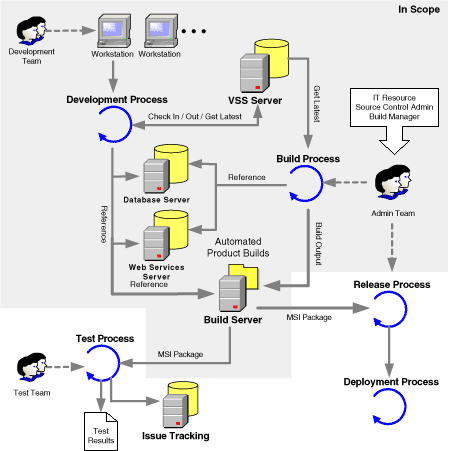 In Scope
Development
Team
Workstation
Workstation
Development Process
VSS Server
Check In / Out / Get Latest
Get Latest
IT Resource
Source Control Admin
Build Manager
Build Process
Reference
Database Server
Admin Team
Reference
Web Services
Server
Reference
Automated
Product Builds
Build Output
Build Server
MSI Package
Release Process
MSI Package
Test Process
Test Team
Test
Results
Issue Tracking
Deployment Process